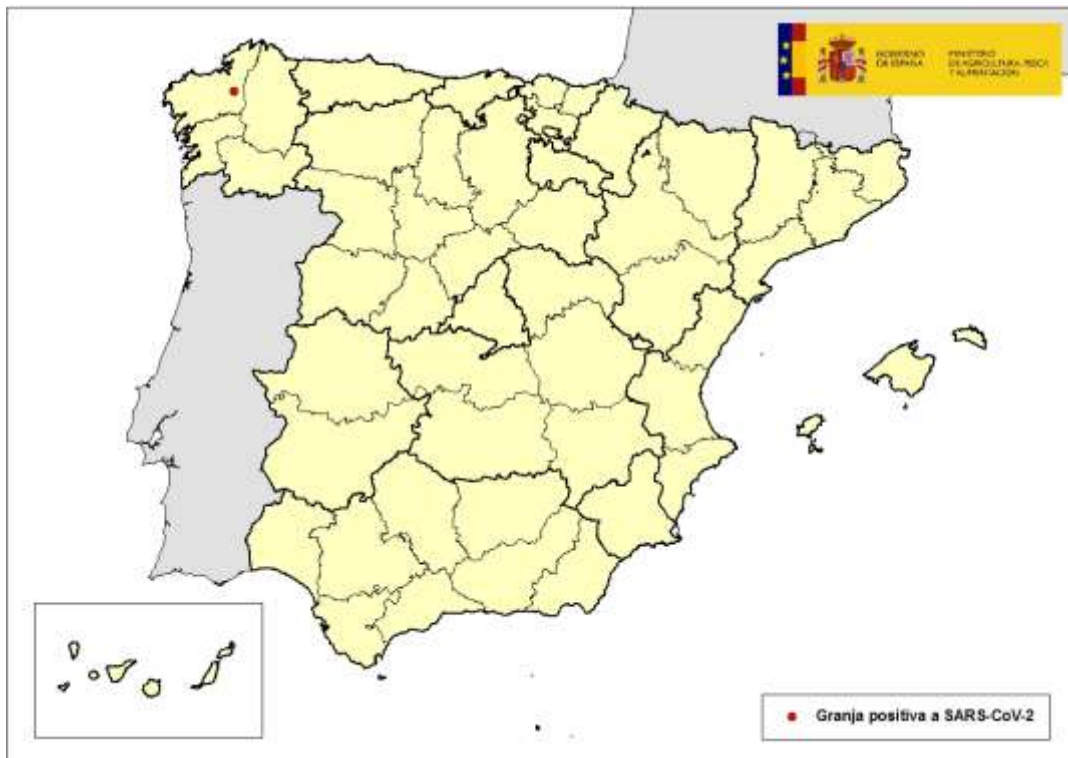 GOBIERNO
DE ESPAÑA
MINISTERIO
DE AGRICULTURA, PESCA
Y ALIMENTACIÓN
Granja positiva a SARS-CoV-2